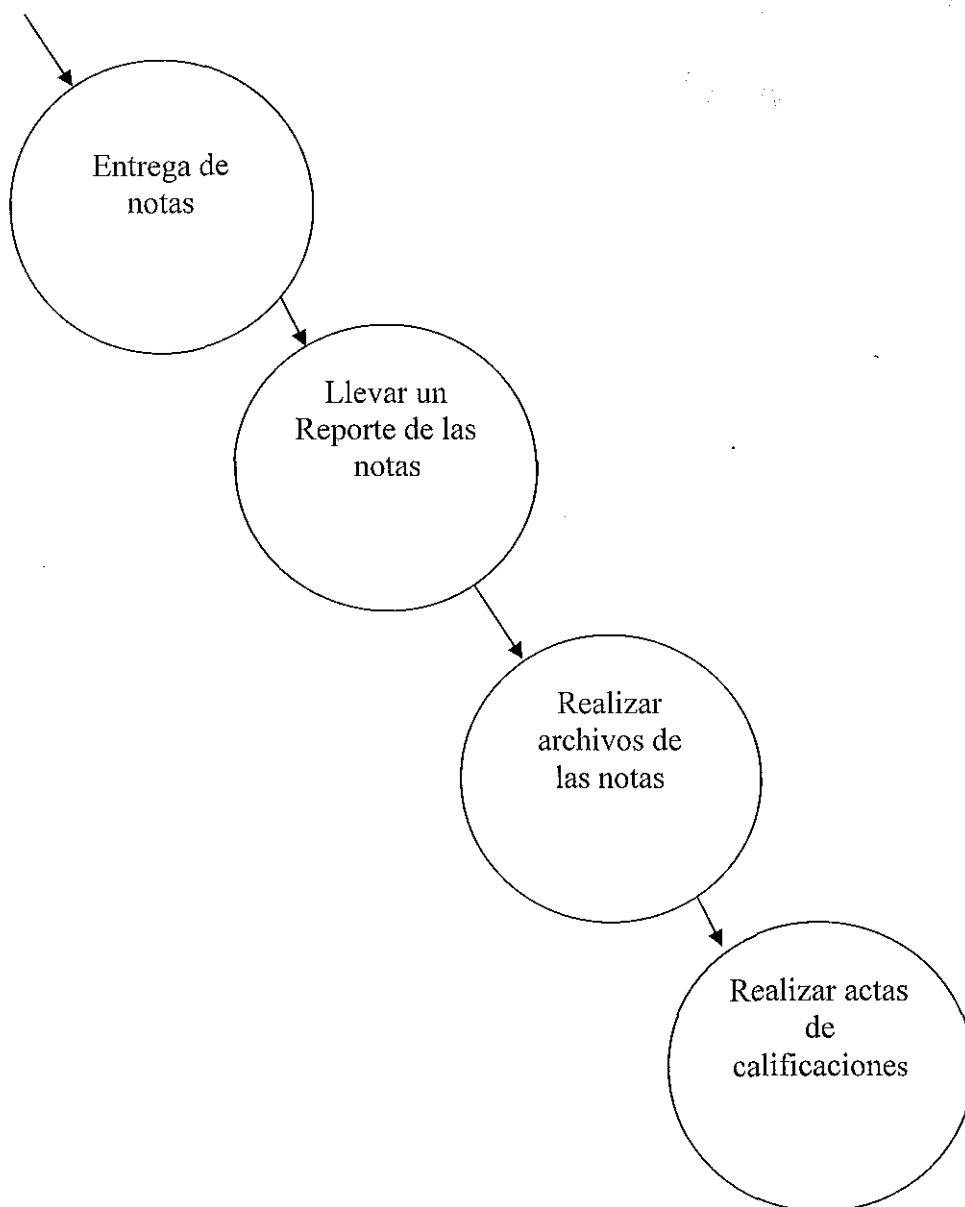 Entrega de
notas
Llevar un
Reporte de las
notas
Realizar
archivos de
las notas
Realizar actas
de
calificaciones